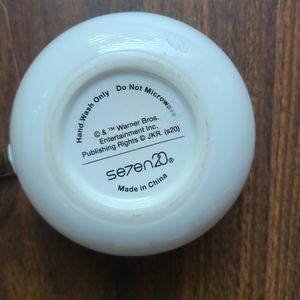 Hand Wash Only Do Not Microwave
© & ™ Warner Bros.
Entertainment Inc.
Publishing Rights © JKR. (s20)
se7en20®
Made in China